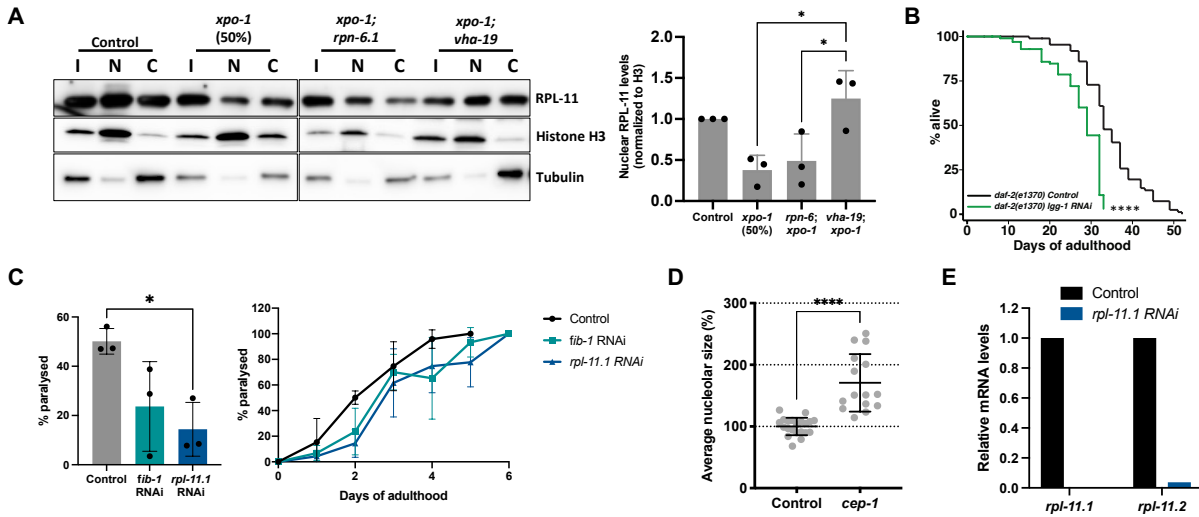 A
Control
xpo-1
(50%)
xpo-1;
rpn-6.1
xpo-1;
vha-19
I N C I N C I N C I N C
RPL-11
Histone H3
Tubulin
Nuclear RPL-11 levels
(normalized to H3)
2.0
1.5
1.0
0.5
0.0
*
*
Control
xpo-1
(50%)
rpn-6;
xpo-1
vha-19;
xpo-1
B
% alive
100
75
50
25
0
daf-2(e1370) Control
daf-2(e1370) lgg-1 RNAi
****
0 10 20 30 40 50
Days of adulthood
C
% paralysed
60
40
20
0
*
Control
fib-1
RNAi
rpl-11.1
RNAi
% paralysed
120
100
80
60
40
20
0
0 2 4 6
Days of adulthood
Control
fib-1 RNAi
rpl-11.1 RNAi
D
Average nucleolar size (%)
300
200
100
0
****
Control
cep-1
E
Control
rpl-11.1 RNAi
Relative mRNA levels
1.2
1.0
0.8
0.6
0.4
0.2
0.0
rpl-11.1
rpl-11.2